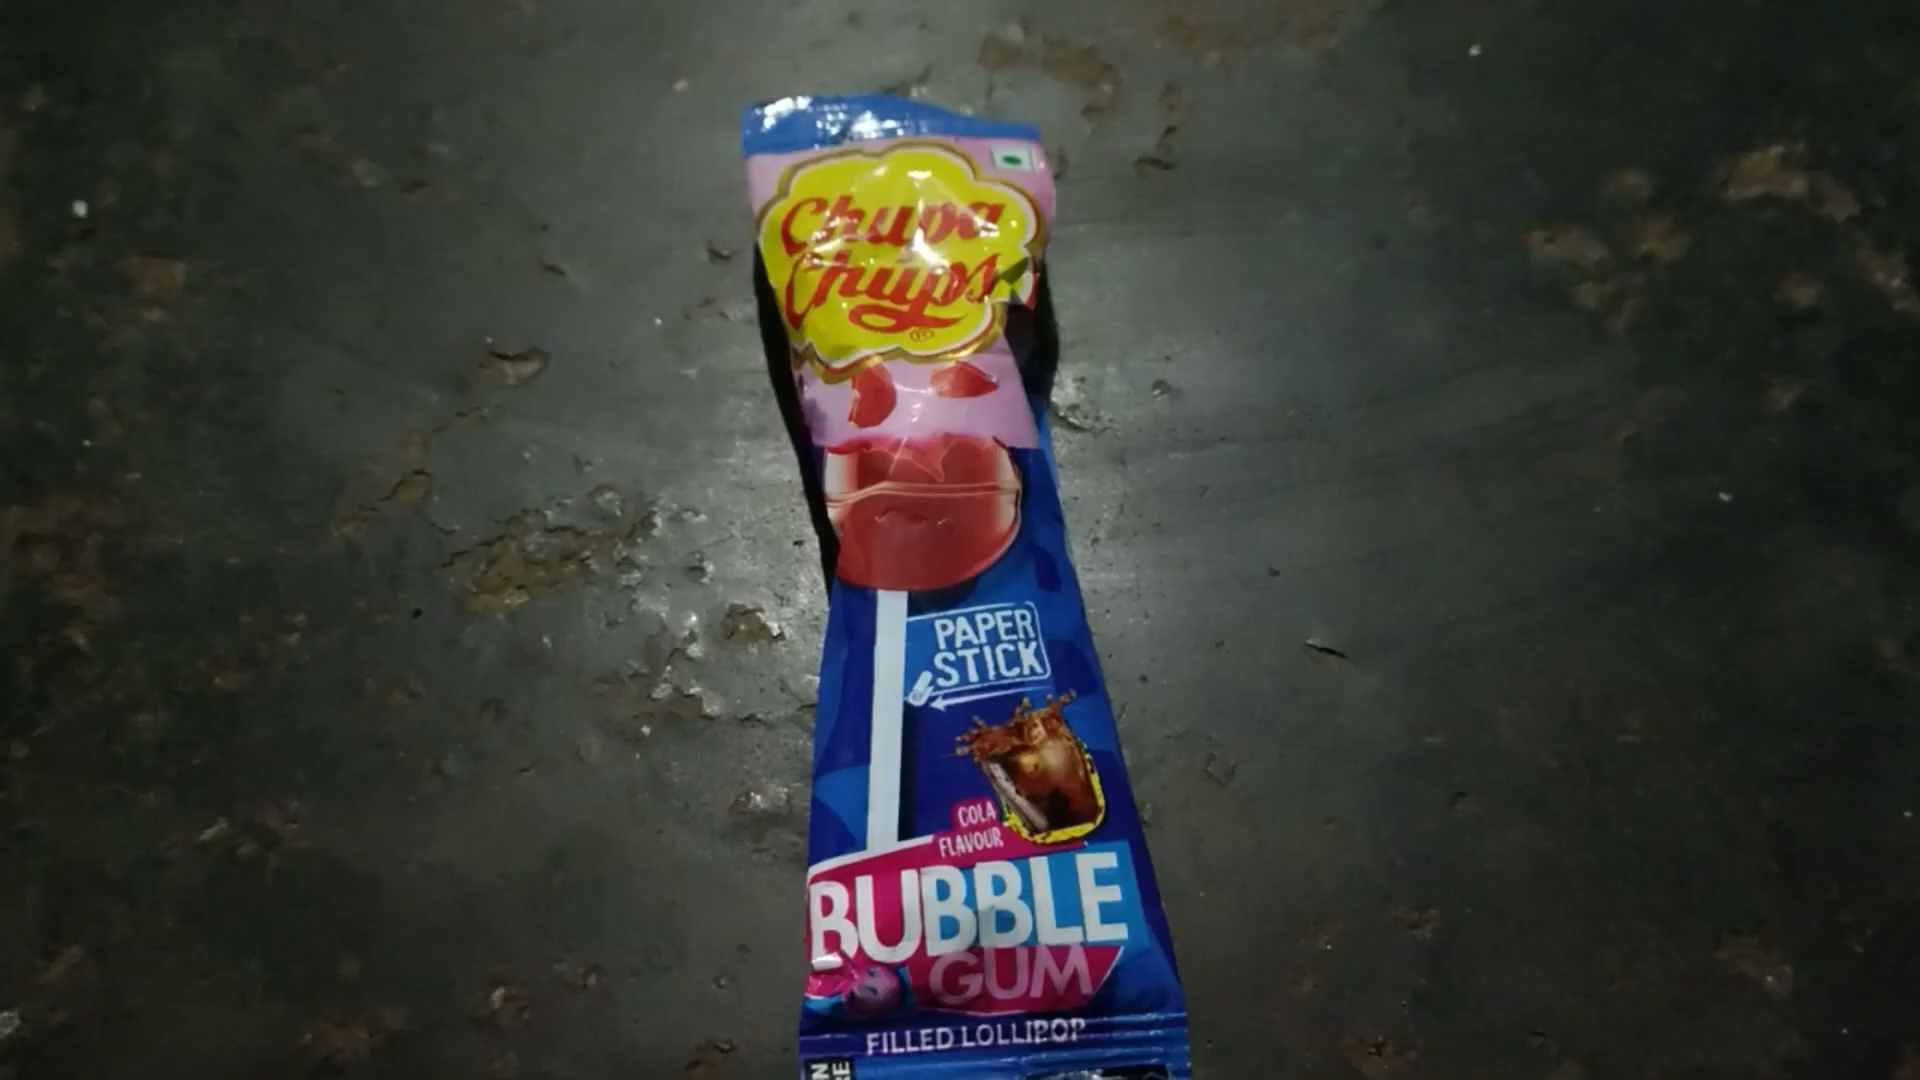 Chupa
Chups
®
PAPER
STICK
COLA
FLAVOUR
BUBBLE
GUM
FILLED LOLLIPOP